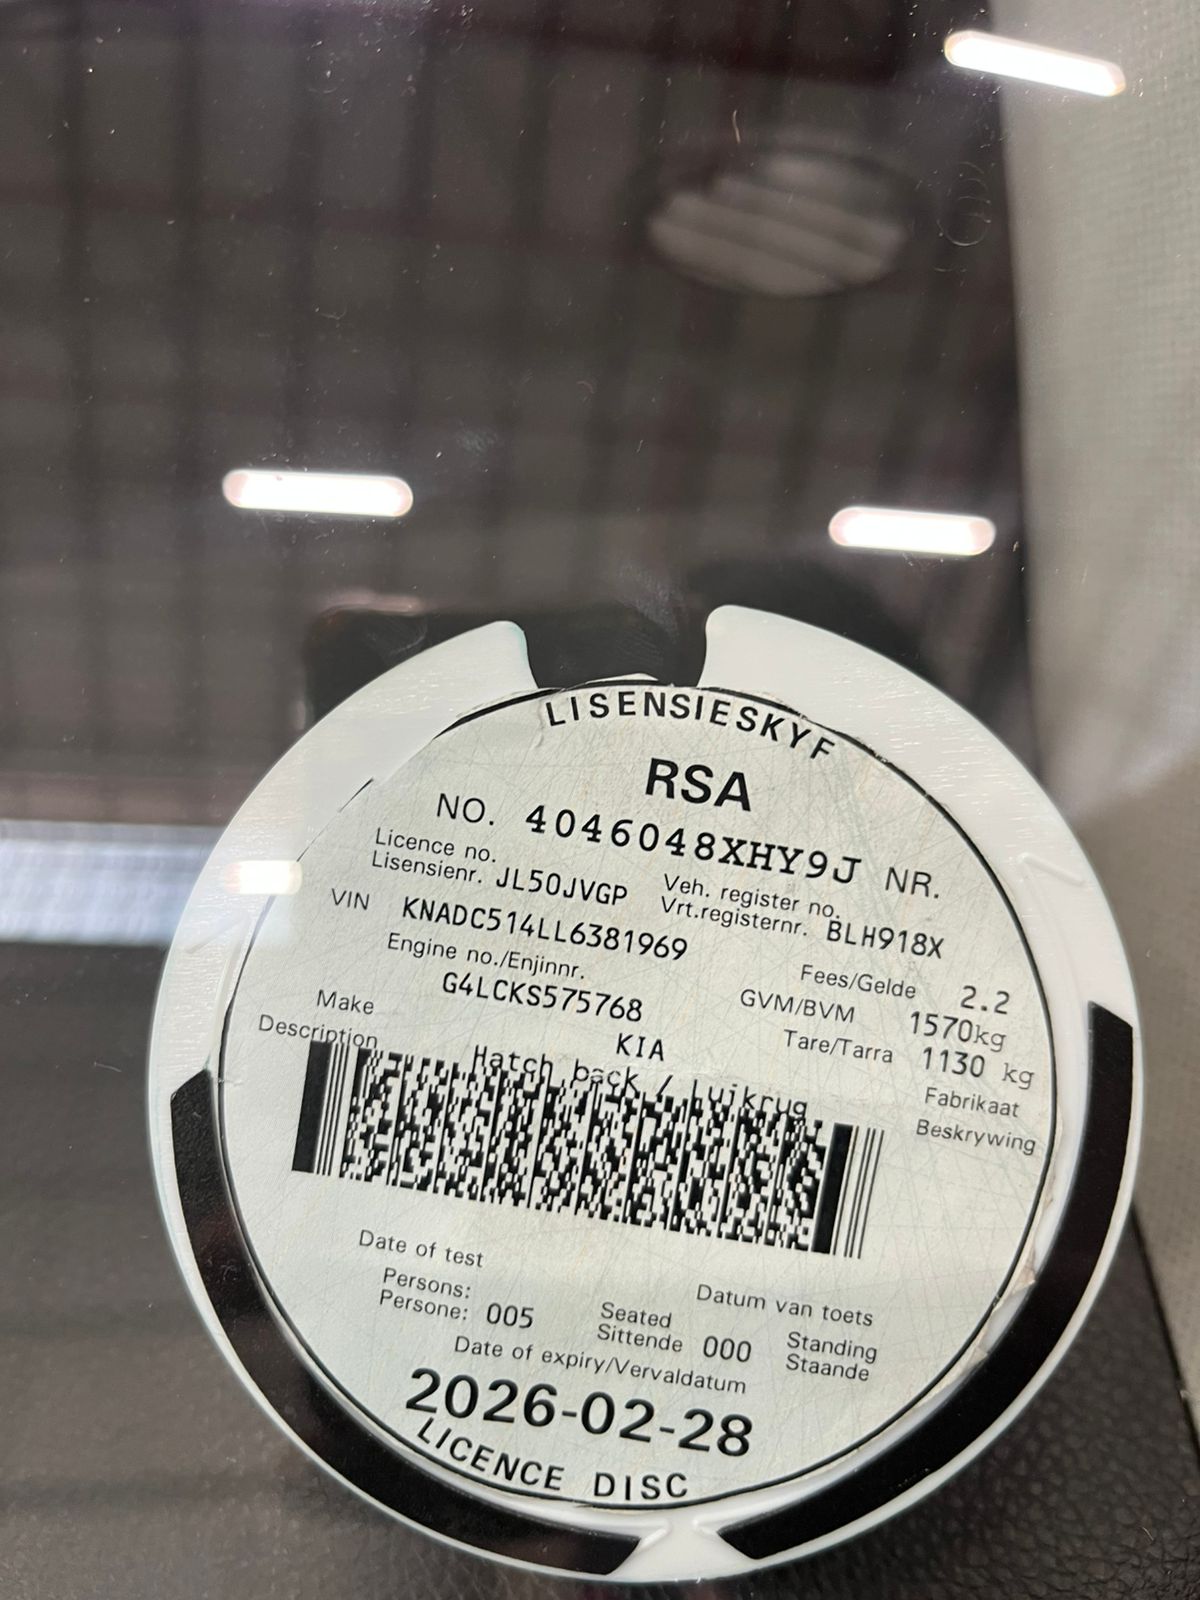 LISENSIESKYF
RSA
NO. 4046048XHY9J NR.
Licence no. Veh. register no.
Lisensienr. JL50JVGP Vrt.registernr. BLH918X
VIN KNADC514LL6381969
Engine no./Enjinnr. Fees/Gelde 2.2
G4LCKS575768 GVM/BVM 1570kg
Make KIA Tare/Tarra 1130 kg
Fabrikaat
Description Hatch back / Luikrug Beskrywing
Date of test Datum van toets
Persons: Seated Standing
Persone: 005 Sittende 000 Staande
Date of expiry/Vervaldatum
2026-02-28
LICENCE DISC